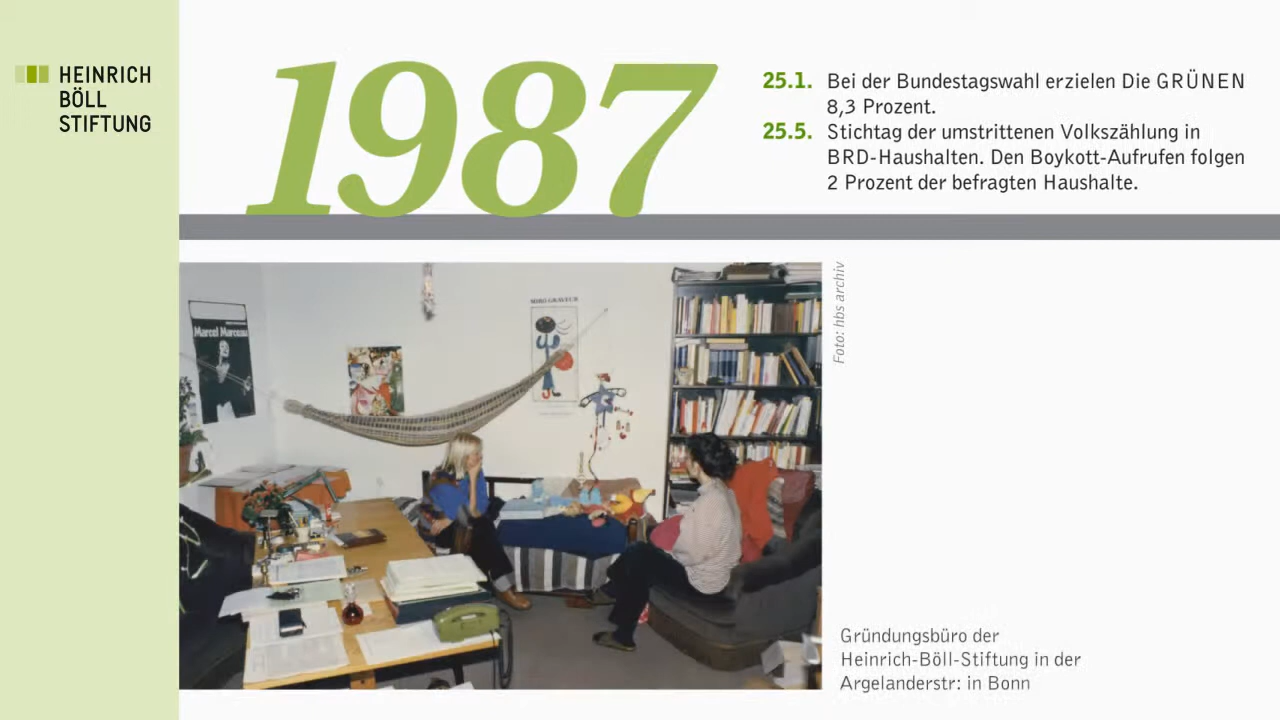 HEINRICH
BÖLL
STIFTUNG
1987
25.1. Bei der Bundestagswahl erzielen Die GRÜNEN
8,3 Prozent.
25.5. Stichtag der umstrittenen Volkszählung in
BRD-Haushalten. Den Boykott-Aufrufen folgen
2 Prozent der befragten Haushalte.
Marcel Marceau
MIRÓ GRAVEUR
Foto: hbs archiv
Gründungsbüro der
Heinrich-Böll-Stiftung in der
Argelanderstr: in Bonn